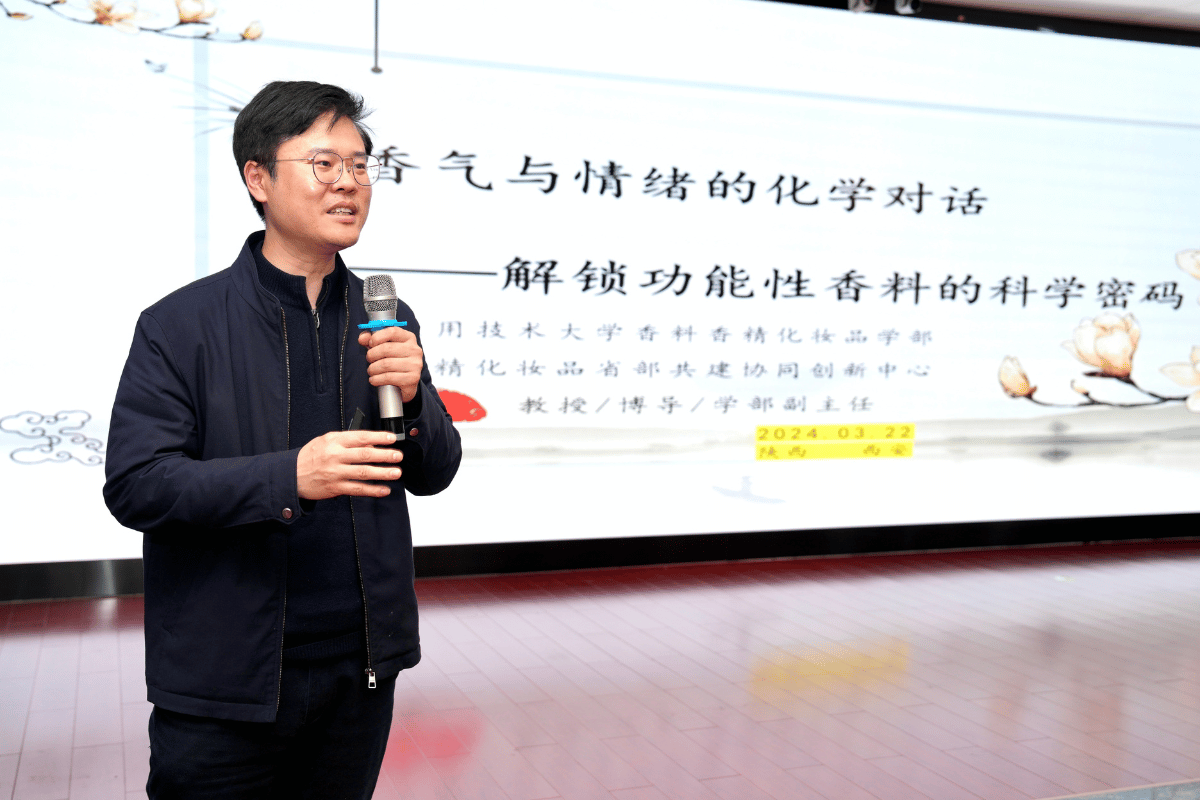 香气与情绪的化学对话
——解锁功能性香料的科学密码
用技术大学香料香精化妆品学部
精化妆品省部共建协同创新中心
教授/博导/学部副主任
2024.03.22
陕西 西安